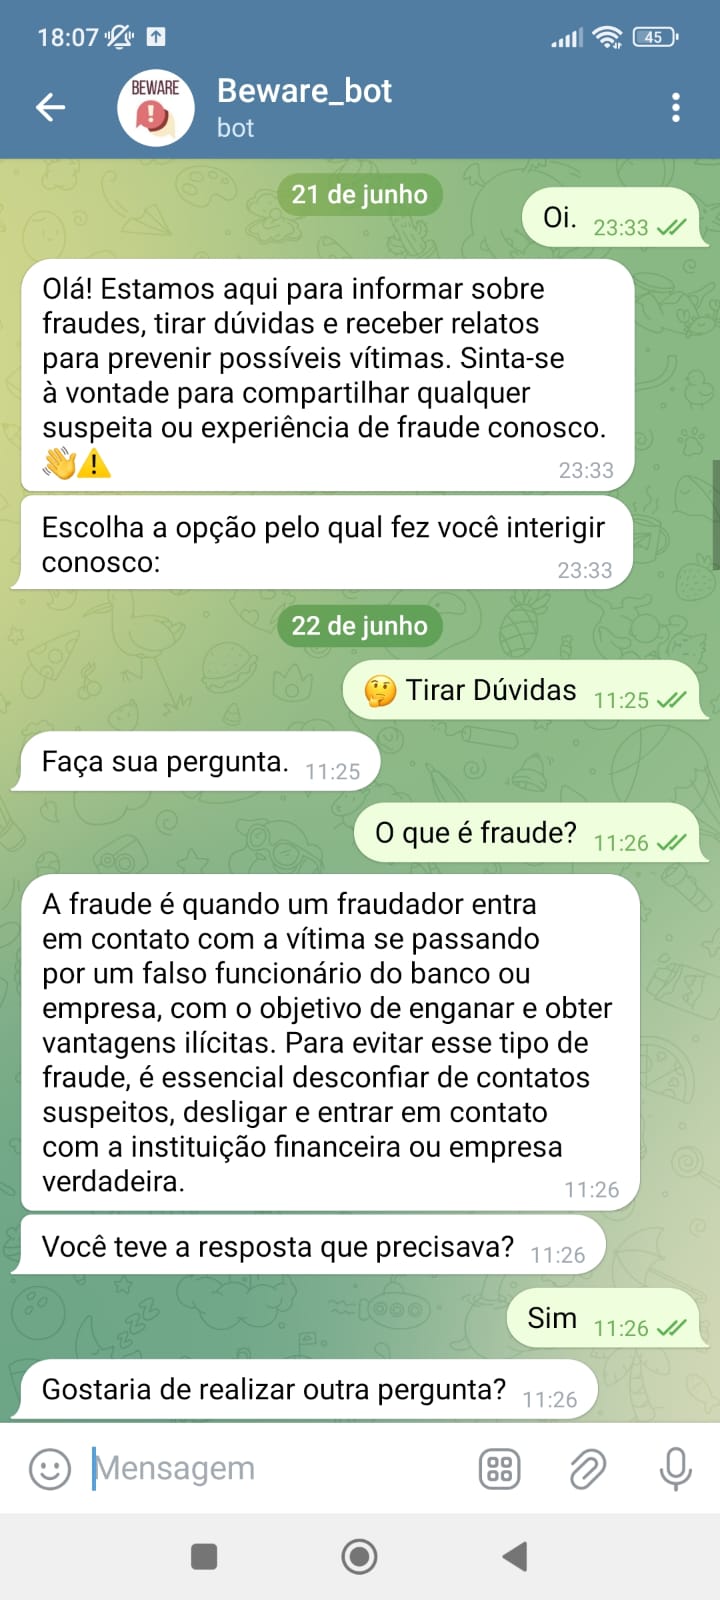 18:07
45
BEWARE
Beware_bot
bot
21 de junho
Oi. 23:33
Olá! Estamos aqui para informar sobre
fraudes, tirar dúvidas e receber relatos
para prevenir possíveis vítimas. Sinta-se
à vontade para compartilhar qualquer
suspeita ou experiência de fraude conosco.
👋⚠️ 23:33
Escolha a opção pelo qual fez você interigir
conosco: 23:33
22 de junho
🤔 Tirar Dúvidas 11:25
Faça sua pergunta. 11:25
O que é fraude? 11:26
A fraude é quando um fraudador entra
em contato com a vítima se passando
por um falso funcionário do banco ou
empresa, com o objetivo de enganar e obter
vantagens ilícitas. Para evitar esse tipo de
fraude, é essencial desconfiar de contatos
suspeitos, desligar e entrar em contato
com a instituição financeira ou empresa
verdadeira. 11:26
Você teve a resposta que precisava? 11:26
Sim 11:26
Gostaria de realizar outra pergunta? 11:26
Mensagem